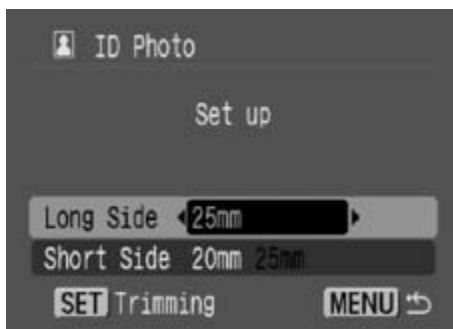 ID Photo
Set up
Long Side 25mm
Short Side 20mm 25mm
SET Trimming MENU